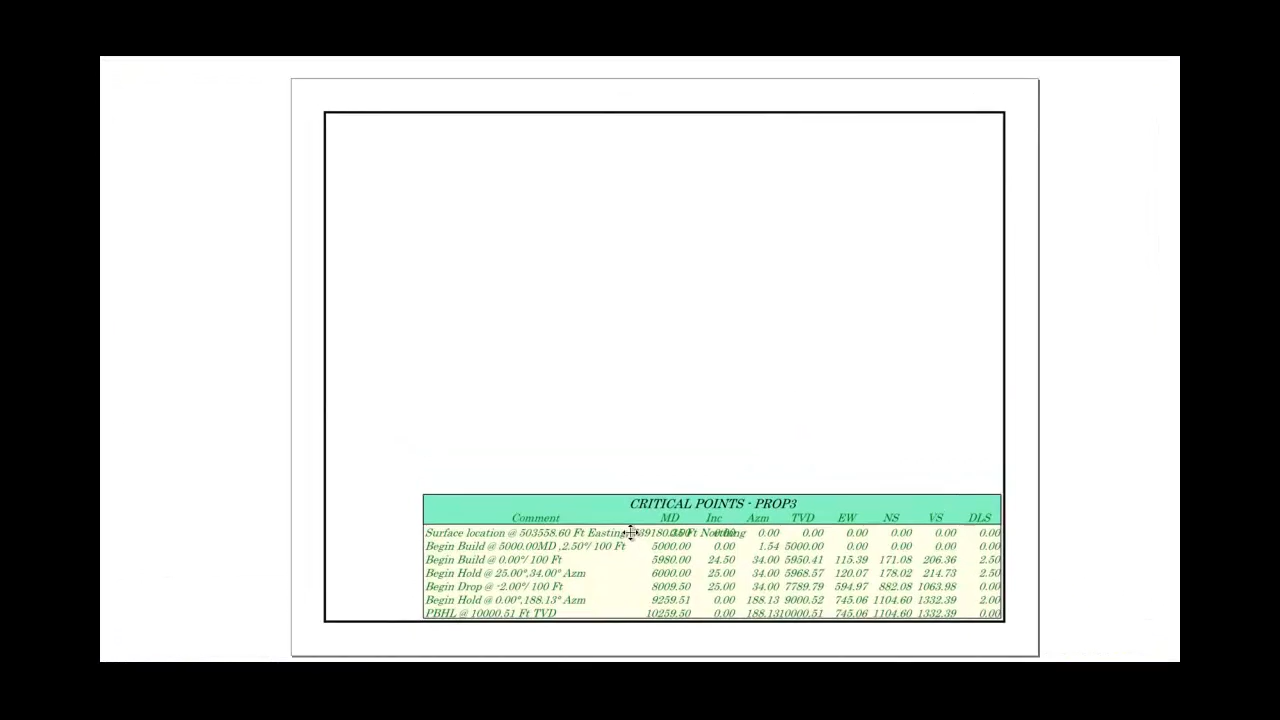 CRITICAL POINTS - PROP3
Comment MD Inc Azm TVD EW NS VS DLS
Surface location @ 503558.60 Ft Easting 0.00 0.00 0.00 0.00 0.00 0.00
Begin Build @ 5000.00MD ,2.50°/ 100 Ft 5000.00 0.00 1.54 5000.00 0.00 0.00 0.00 0.00
Begin Build @ 0.00°/ 100 Ft 5980.00 24.50 34.00 5950.41 115.39 171.08 206.36 2.50
Begin Hold @ 25.00°,34.00° Azm 6000.00 25.00 34.00 5968.57 120.07 178.02 214.73 2.50
Begin Drop @ -2.00°/ 100 Ft 8009.50 25.00 34.00 7789.79 594.97 882.08 1063.98 0.00
Begin Hold @ 0.00°,188.13° Azm 9259.51 0.00 188.13 9000.52 745.06 1104.60 1332.39 2.00
PBHL @ 10000.51 Ft TVD 10259.50 0.00 188.13 10000.51 745.06 1104.60 1332.39 0.00